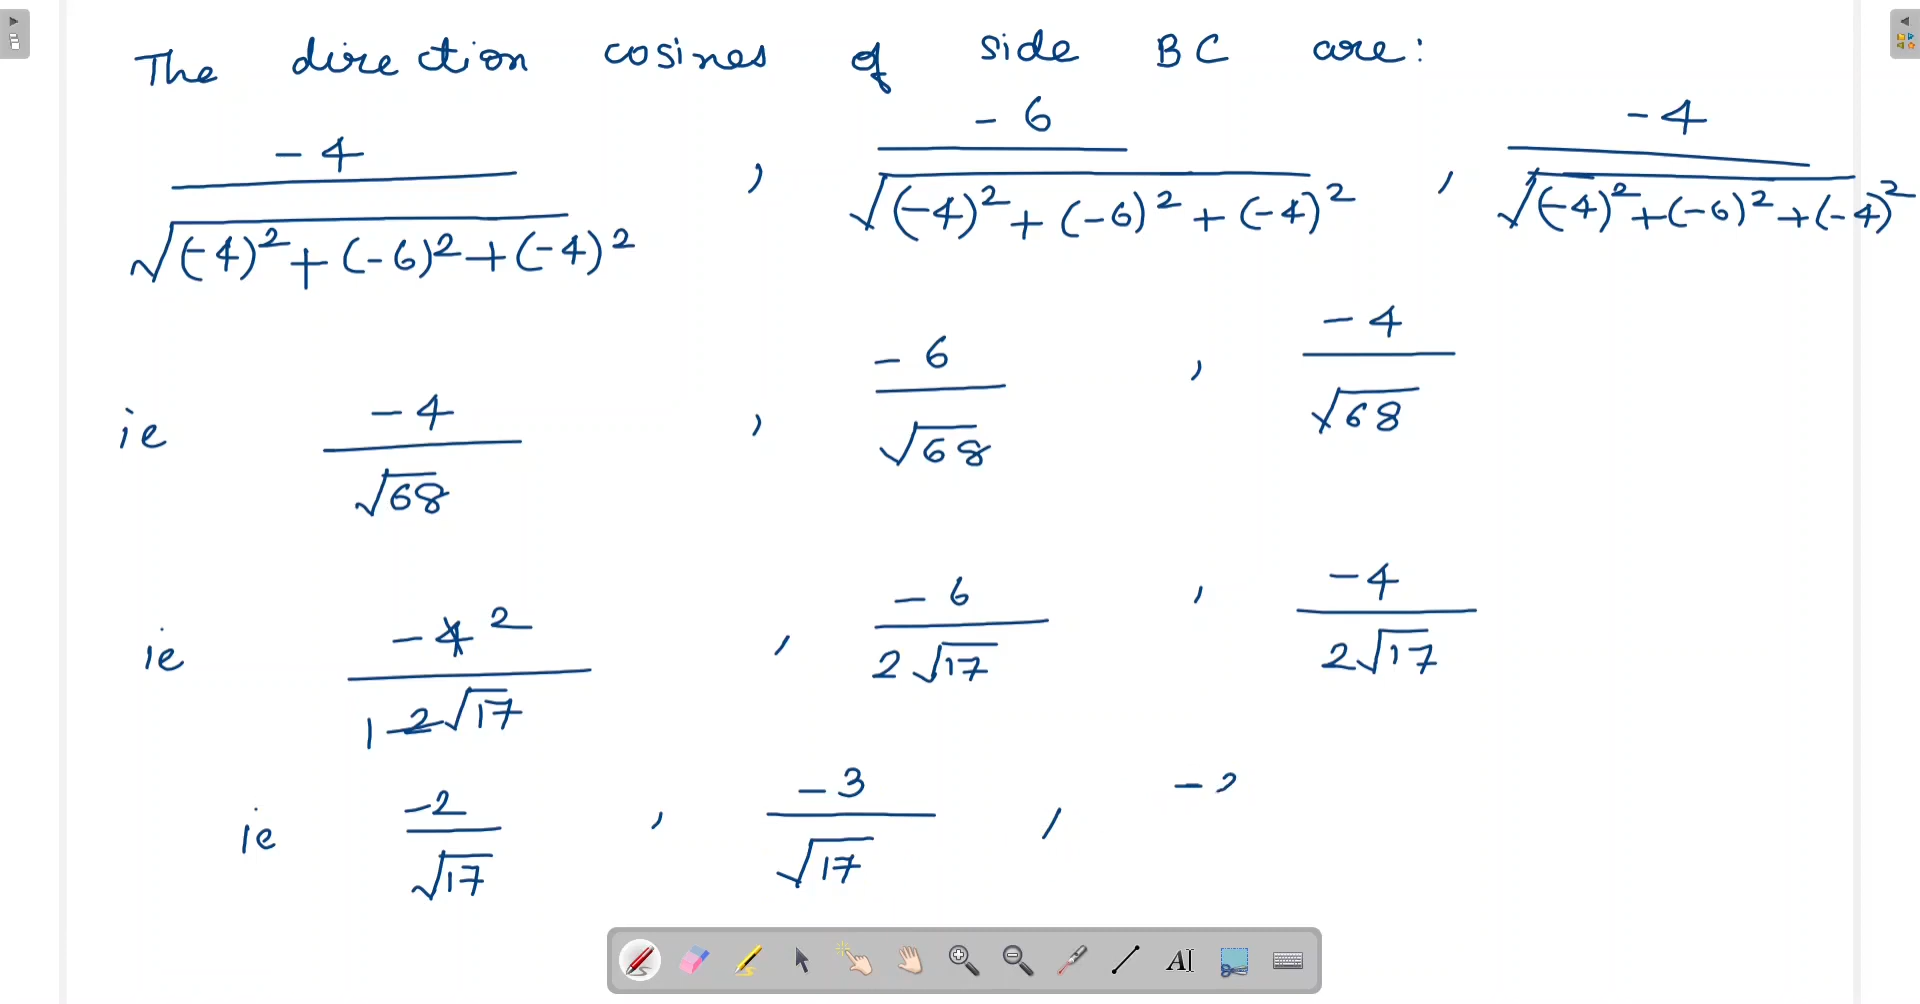 The direction cosines of side BC are:
-4/√((-4)²+(-6)²+(-4)²) , -6/√((-4)²+(-6)²+(-4)²) , -4/√((-4)²+(-6)²+(-4)²)
ie -4/√68 , -6/√68 , -4/√68
ie -4 2/1 2√17 , -6/2√17 , -4/2√17
ie -2/√17 , -3/√17 , -2
AI